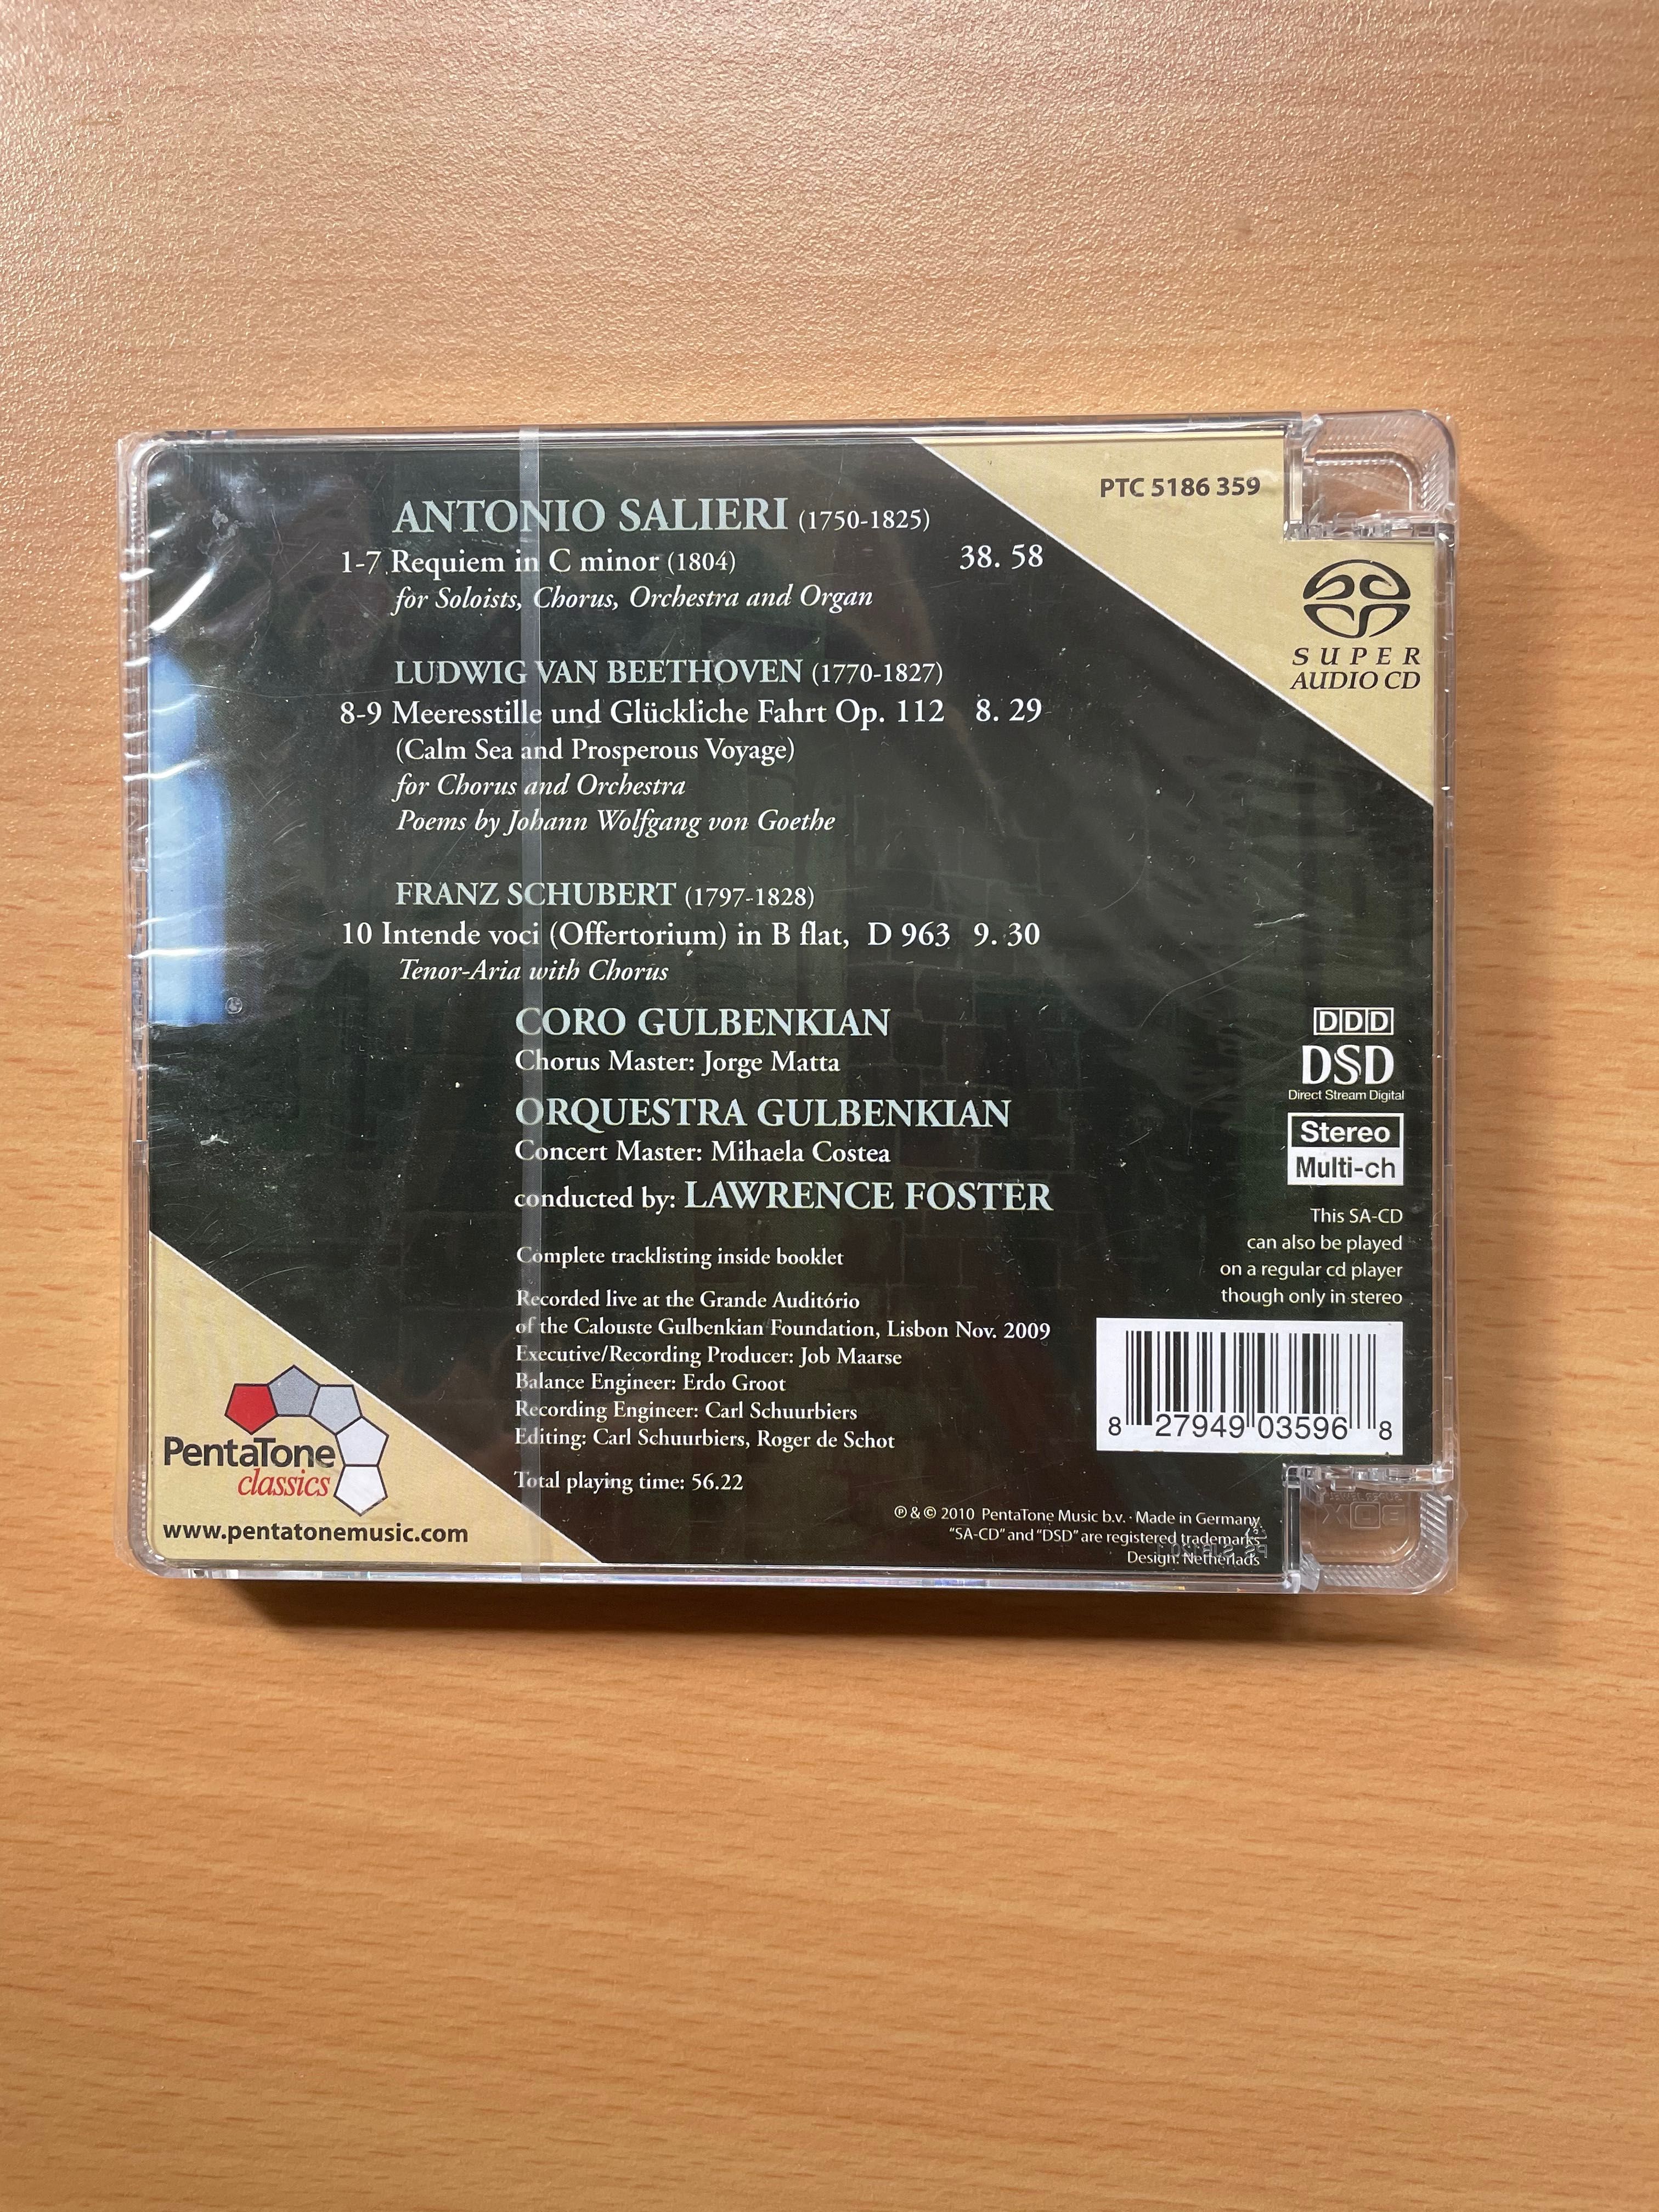 PTC 5186 359
ANTONIO SALIERI (1750-1825)
1-7 Requiem in C minor (1804) 38. 58
for Soloists, Chorus, Orchestra and Organ
SUPER
AUDIO CD
LUDWIG VAN BEETHOVEN (1770-1827)
8-9 Meeresstille und Glückliche Fahrt Op. 112 8. 29
(Calm Sea and Prosperous Voyage)
for Chorus and Orchestra
Poems by Johann Wolfgang von Goethe
FRANZ SCHUBERT (1797-1828)
10 Intende voci (Offertorium) in B flat, D 963 9. 30
Tenor-Aria with Chorus
CORO GULBENKIAN
Chorus Master: Jorge Matta
ORQUESTRA GULBENKIAN
Concert Master: Mihaela Costea
conducted by: LAWRENCE FOSTER
Complete tracklisting inside booklet
Recorded live at the Grande Auditório
of the Calouste Gulbenkian Foundation, Lisbon Nov. 2009
Executive/Recording Producer: Job Maarse
Balance Engineer: Erdo Groot
Recording Engineer: Carl Schuurbiers
Editing: Carl Schuurbiers, Roger de Schot
Total playing time: 56.22
DDD
DSD
Direct Stream Digital
Stereo
Multi-ch
This SA-CD
can also be played
on a regular cd player
though only in stereo
8 27949 03596 8
PentaTone
classics
www.pentatonemusic.com
℗ & © 2010 PentaTone Music b.v. · Made in Germany
"SA-CD" and "DSD" are registered trademarks
Design: Netherlads